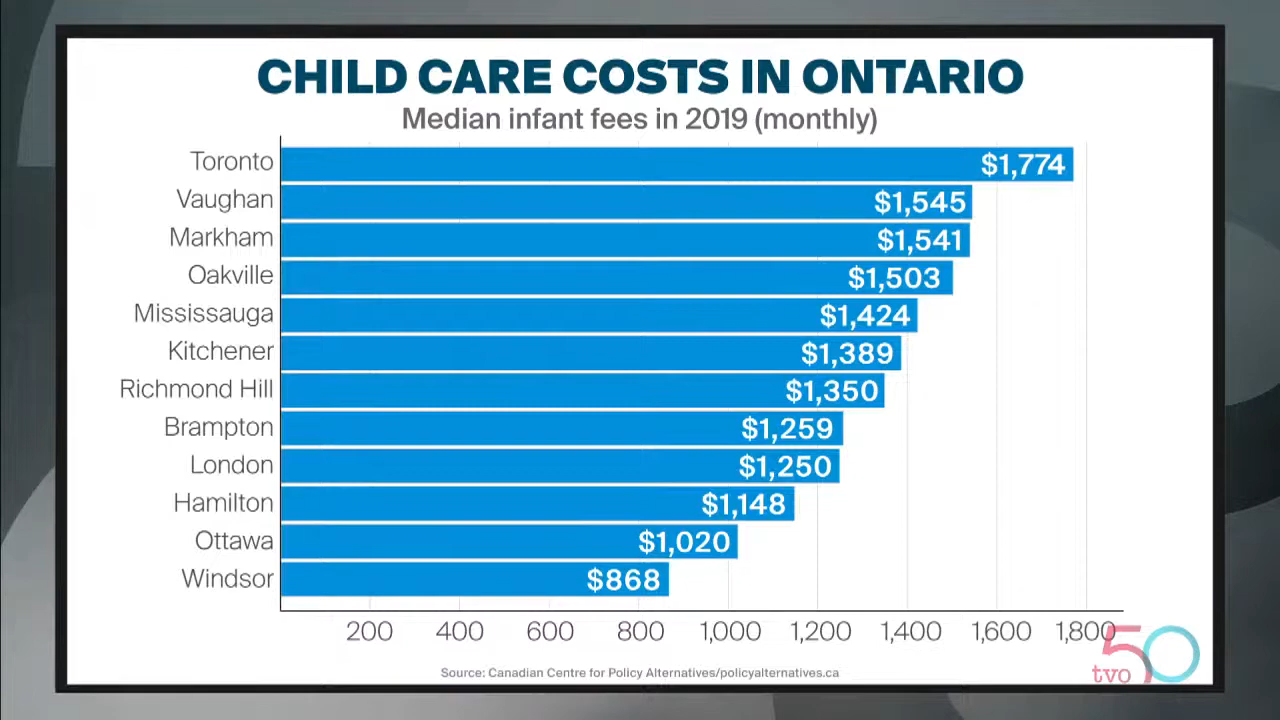 CHILD CARE COSTS IN ONTARIO
Median infant fees in 2019 (monthly)
Toronto $1,774
Vaughan $1,545
Markham $1,541
Oakville $1,503
Mississauga $1,424
Kitchener $1,389
Richmond Hill $1,350
Brampton $1,259
London $1,250
Hamilton $1,148
Ottawa $1,020
Windsor $868
200 400 600 800 1,000 1,200 1,400 1,600 1,800
Source: Canadian Centre for Policy Alternatives/policyalternatives.ca
tvo 50